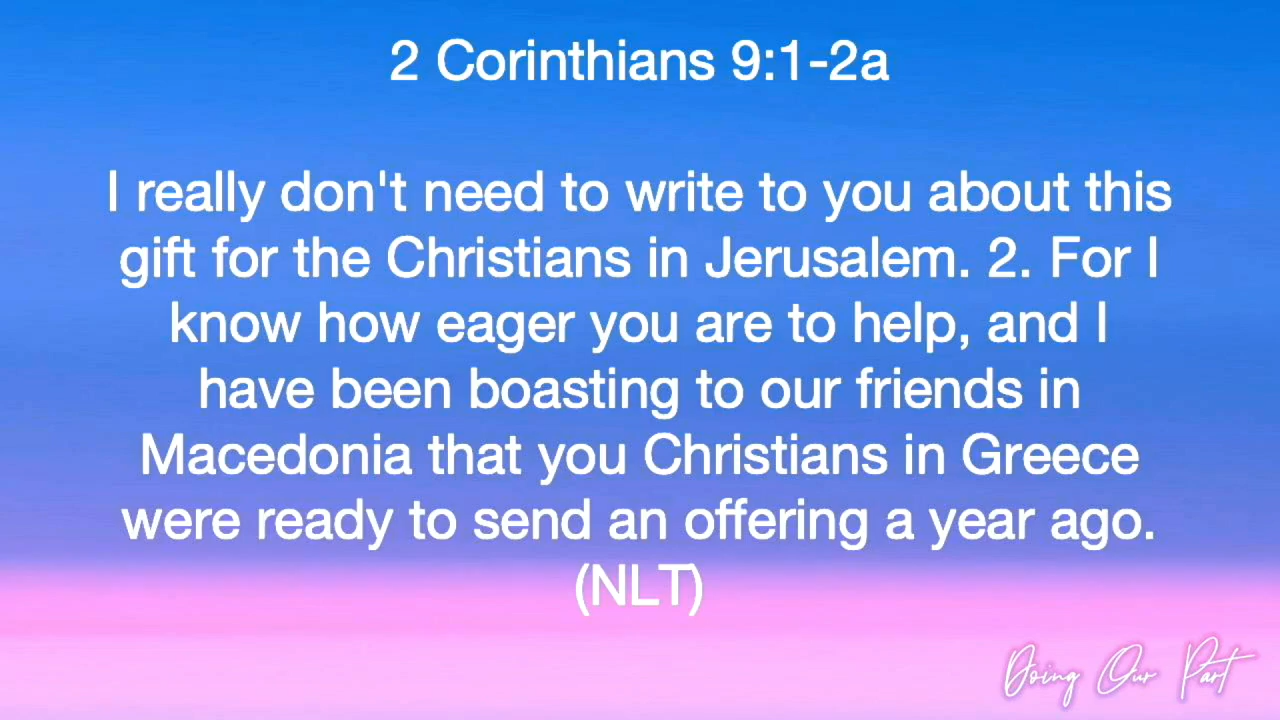 2 Corinthians 9:1-2a
I really don't need to write to you about this
gift for the Christians in Jerusalem. 2. For I
know how eager you are to help, and I
have been boasting to our friends in
Macedonia that you Christians in Greece
were ready to send an offering a year ago.
(NLT)
Doing Our Part